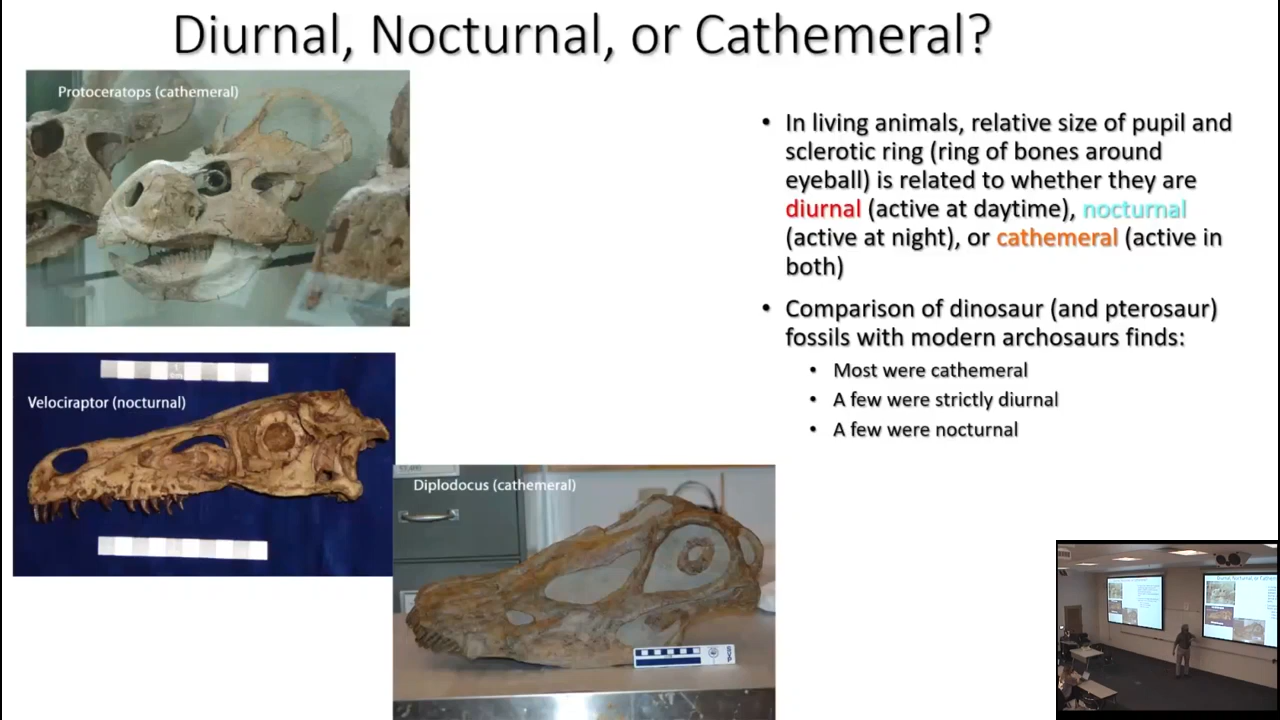 Diurnal, Nocturnal, or Cathemeral?
Protoceratops (cathemeral)
Velociraptor (nocturnal)
Diplodocus (cathemeral)
• In living animals, relative size of pupil and
sclerotic ring (ring of bones around
eyeball) is related to whether they are
diurnal (active at daytime), nocturnal
(active at night), or cathemeral (active in
both)
• Comparison of dinosaur (and pterosaur)
fossils with modern archosaurs finds:
• Most were cathemeral
• A few were strictly diurnal
• A few were nocturnal